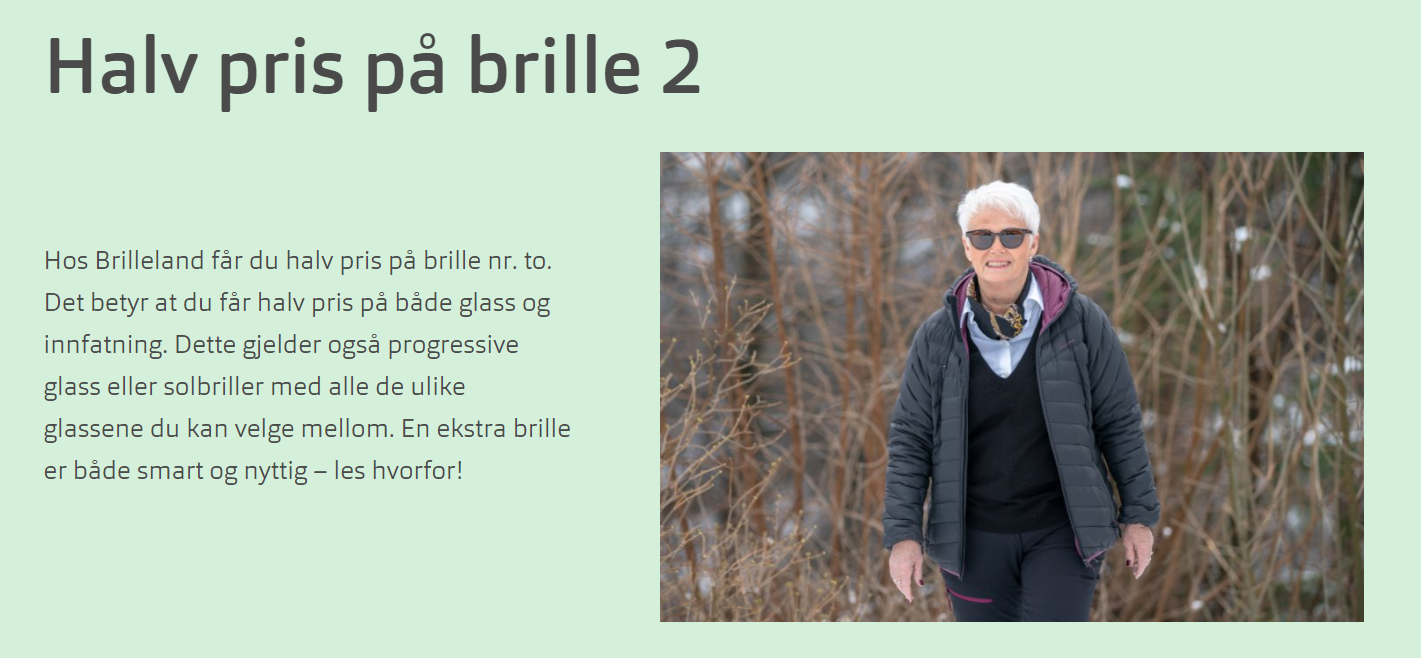 Halv pris på brille 2
Hos Brilleland får du halv pris på brille nr. to.
Det betyr at du får halv pris på både glass og
innfatning. Dette gjelder også progressive
glass eller solbriller med alle de ulike
glassene du kan velge mellom. En ekstra brille
er både smart og nyttig – les hvorfor!